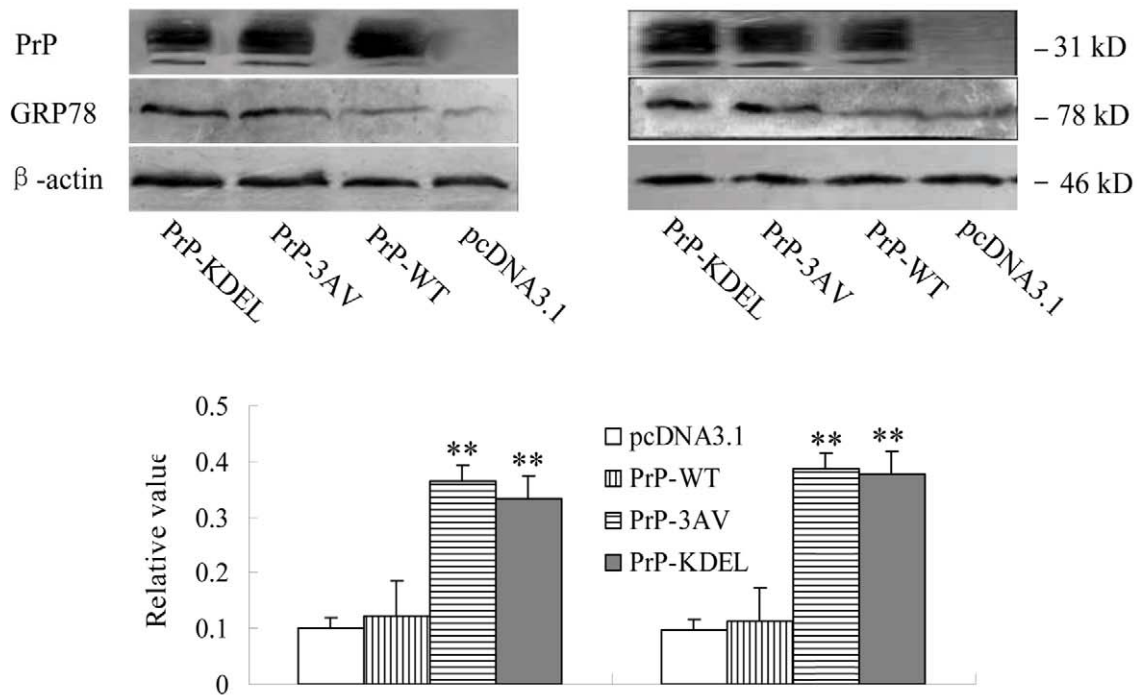 PrP
GRP78
β-actin
– 31 kD
– 78 kD
– 46 kD
PrP-KDEL
PrP-3AV
PrP-WT
pcDNA3.1
PrP-KDEL
PrP-3AV
PrP-WT
pcDNA3.1
Relative value
0.5
0.4
0.3
0.2
0.1
0
** **
** **
pcDNA3.1
PrP-WT
PrP-3AV
PrP-KDEL